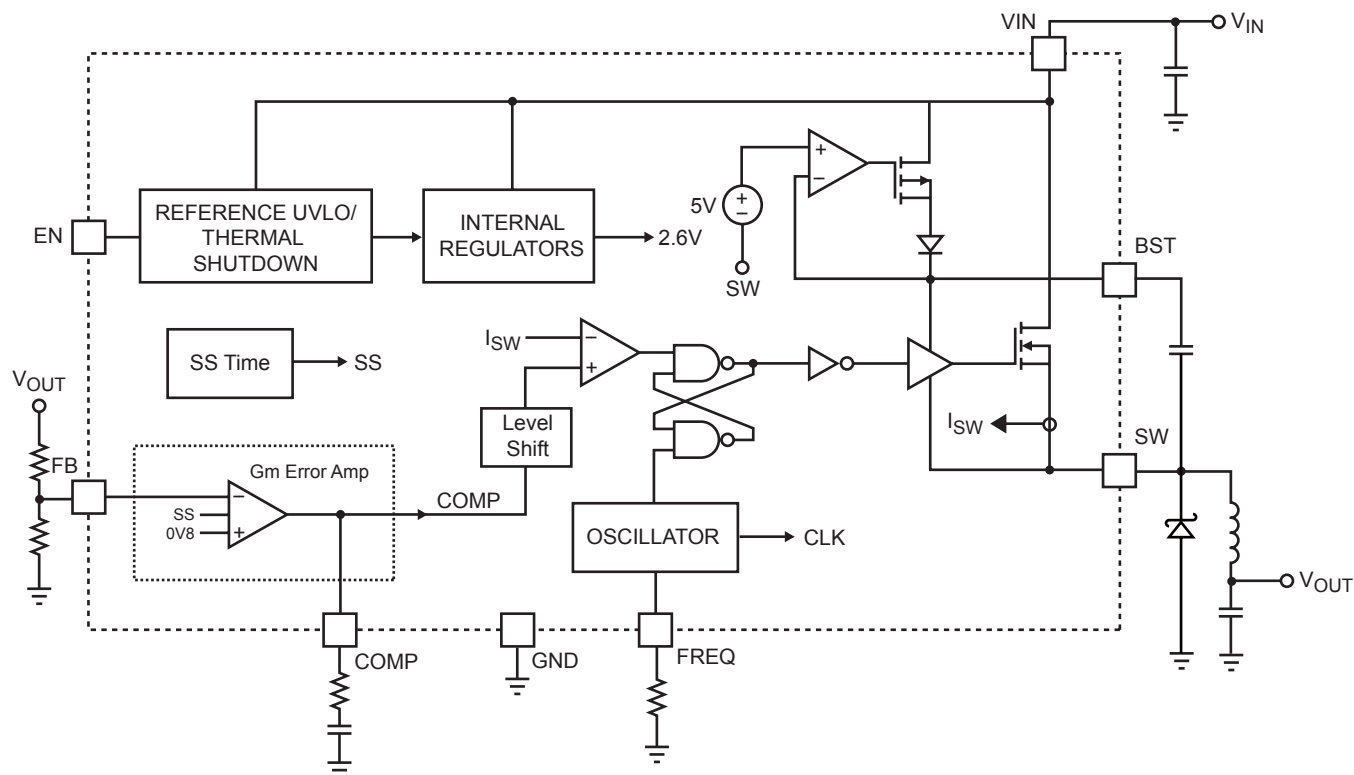 VIN
V_IN
EN
REFERENCE UVLO/
THERMAL
SHUTDOWN
INTERNAL
REGULATORS
2.6V
5V
+
−
SW
+
−
BST
SS Time
SS
I_SW
−
+
Level
Shift
I_SW
SW
V_OUT
FB
Gm Error Amp
−
SS
0V8
+
COMP
OSCILLATOR
CLK
V_OUT
COMP
GND
FREQ